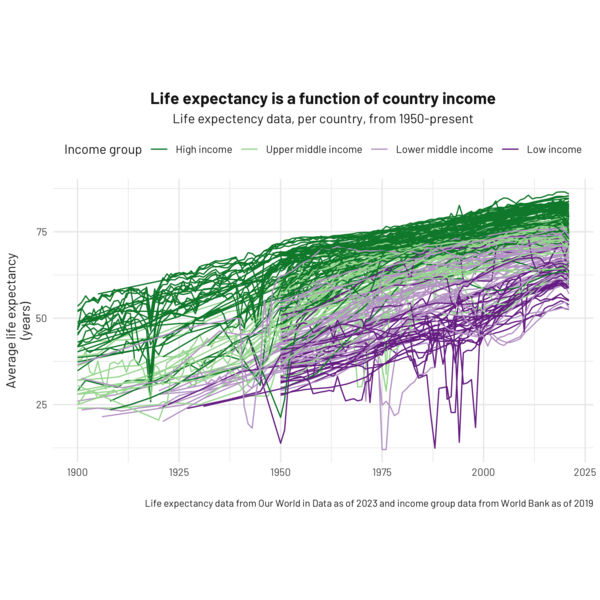 Life expectancy is a function of country income
Life expectency data, per country, from 1950-present
Income group High income Upper middle income Lower middle income Low income
Average life expectancy
(years)
75
50
25
1900 1925 1950 1975 2000 2025
Life expectancy data from Our World in Data as of 2023 and income group data from World Bank as of 2019